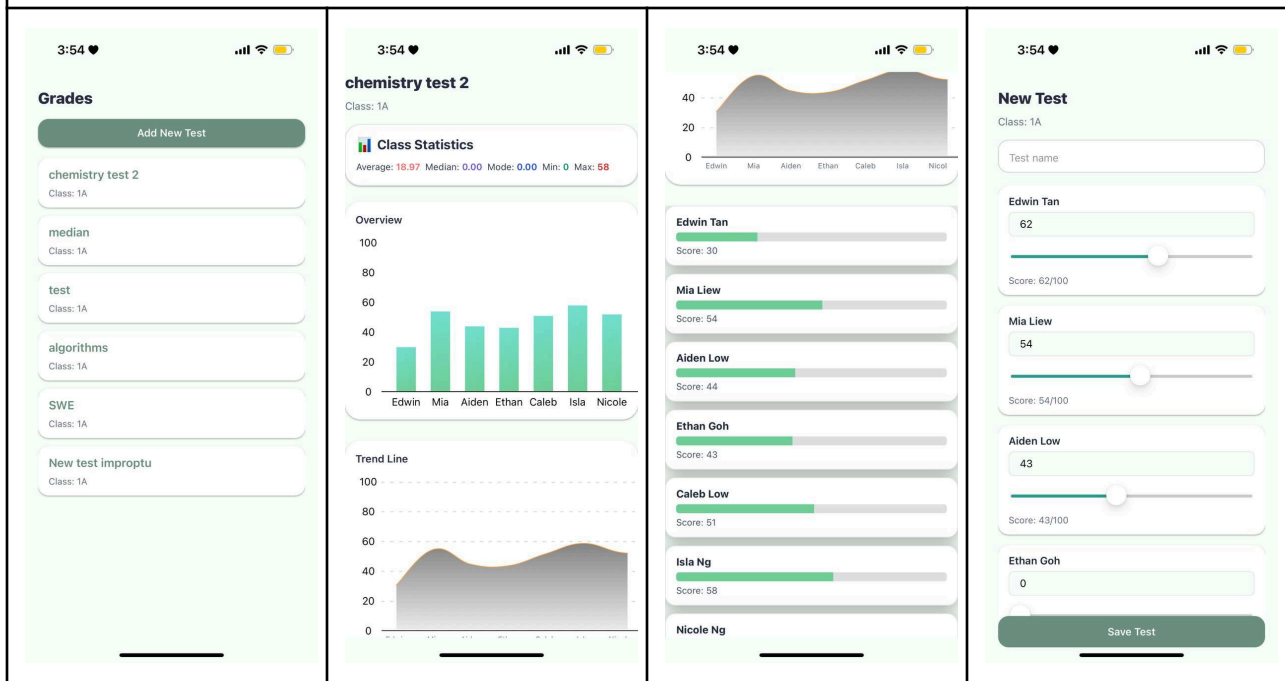 3:54
Grades
Add New Test
chemistry test 2
Class: 1A
median
Class: 1A
test
Class: 1A
algorithms
Class: 1A
SWE
Class: 1A
New test improptu
Class: 1A
3:54
chemistry test 2
Class: 1A
Class Statistics
Average: 18.97 Median: 0.00 Mode: 0.00 Min: 0 Max: 58
Overview
100
80
60
40
20
0
Edwin Mia Aiden Ethan Caleb Isla Nicole
Trend Line
100
80
60
40
20
0
3:54
40
20
0
Edwin Mia Aiden Ethan Caleb Isla Nicol
Edwin Tan
Score: 30
Mia Liew
Score: 54
Aiden Low
Score: 44
Ethan Goh
Score: 43
Caleb Low
Score: 51
Isla Ng
Score: 58
Nicole Ng
3:54
New Test
Class: 1A
Test name
Edwin Tan
62
Score: 62/100
Mia Liew
54
Score: 54/100
Aiden Low
43
Score: 43/100
Ethan Goh
0
Save Test